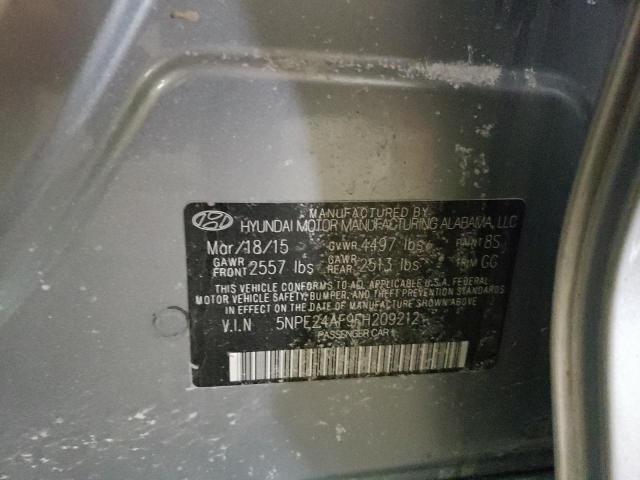 MANUFACTURED BY
HYUNDAI MOTOR MANUFACTURING ALABAMA, LLC
Mar/18/15 GVWR 4497 lbs PAINT 8S
GAWR FRONT 2557 lbs GAWR REAR 2513 lbs TRIM GG
THIS VEHICLE CONFORMS TO ALL APPLICABLE U.S.A. FEDERAL
MOTOR VEHICLE SAFETY, BUMPER, AND THEFT PREVENTION STANDARDS
IN EFFECT ON THE DATE OF MANUFACTURE SHOWN ABOVE.
V.I.N 5NPE24AF9FH209212
PASSENGER CAR